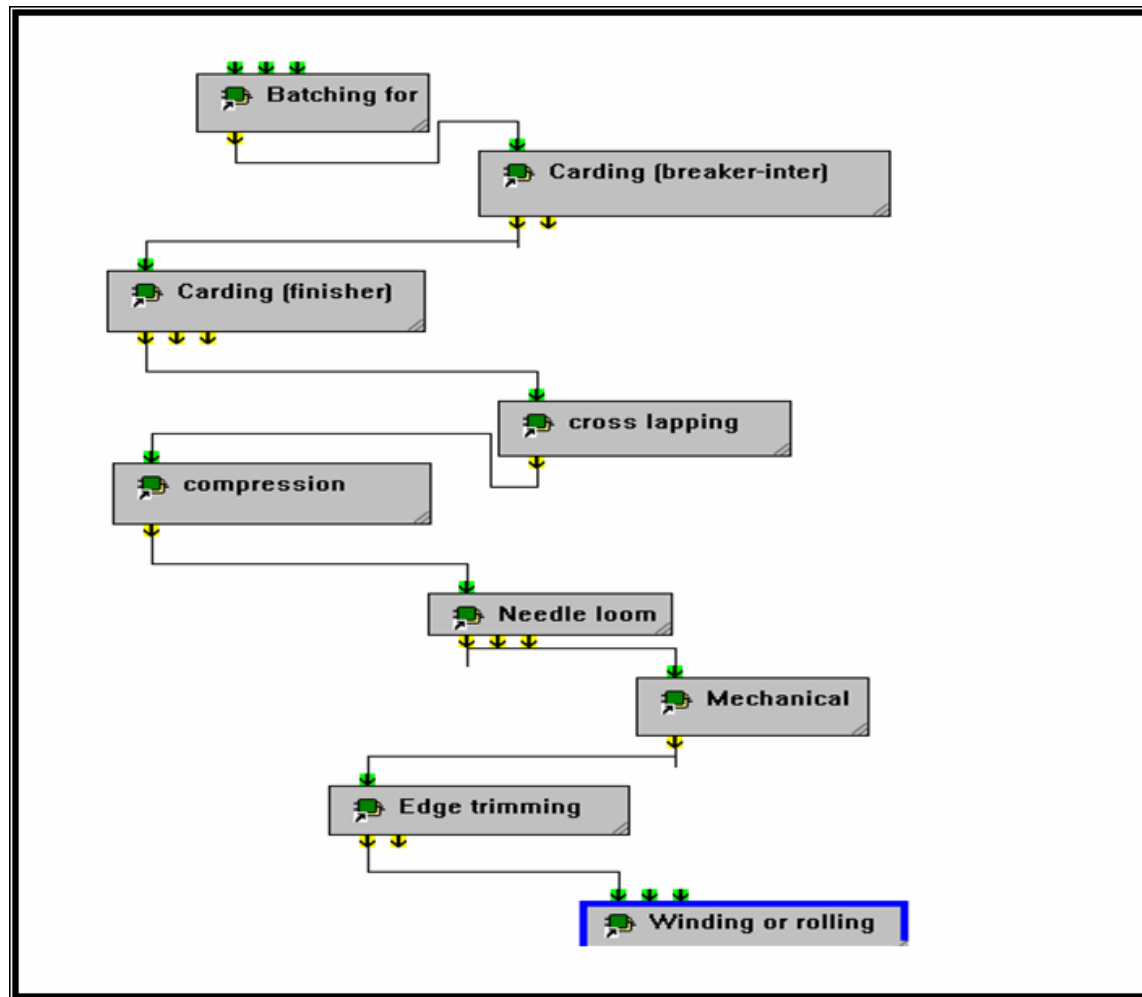 Batching for
Carding (breaker-inter)
Carding (finisher)
cross lapping
compression
Needle loom
Mechanical
Edge trimming
Winding or rolling